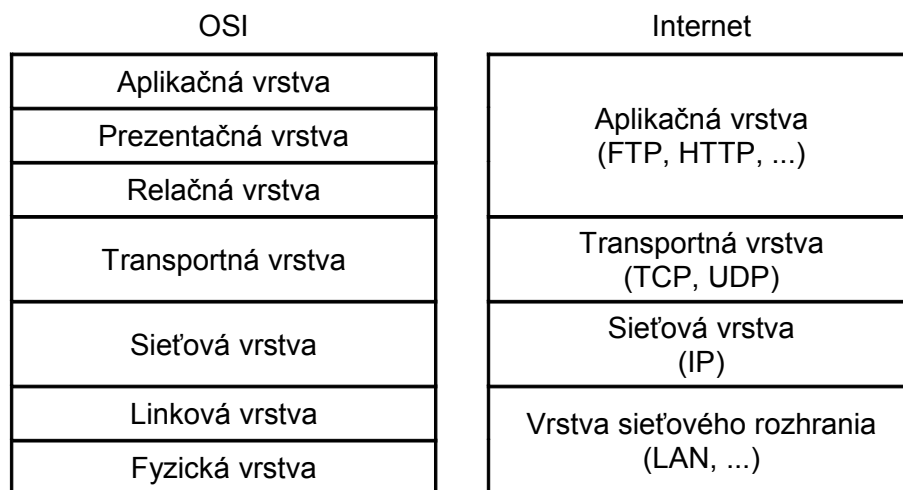 OSI
Aplikačná vrstva
Prezentačná vrstva
Relačná vrstva
Transportná vrstva
Sieťová vrstva
Linková vrstva
Fyzická vrstva
Internet
Aplikačná vrstva
(FTP, HTTP, ...)
Transportná vrstva
(TCP, UDP)
Sieťová vrstva
(IP)
Vrstva sieťového rozhrania
(LAN, ...)